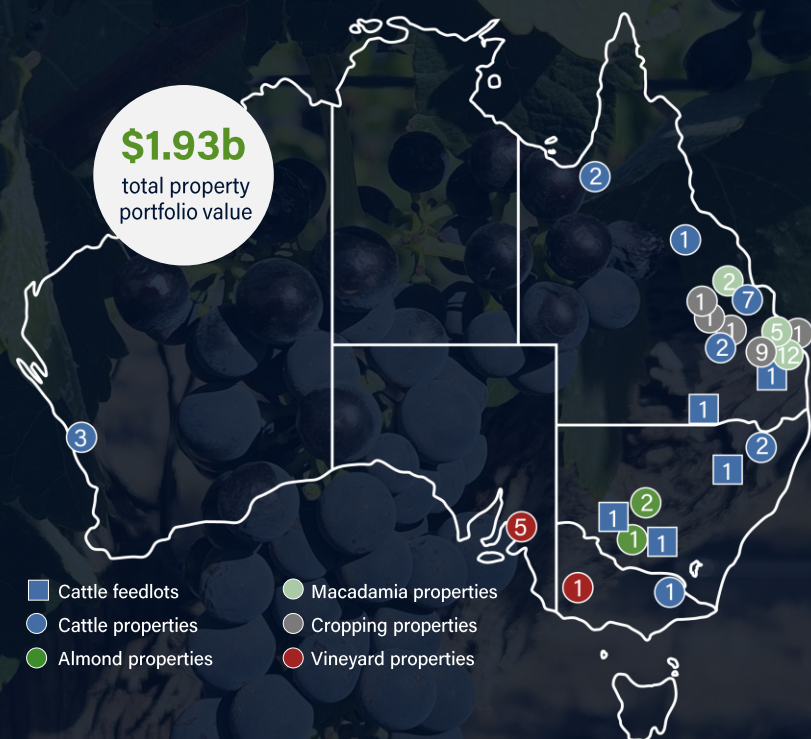 $1.93b
total property
portfolio value
2
1
2
7
1
1
1
5
1
2
9
12
1
1
3
2
1
2
1
1
1
5
1
1
Cattle feedlots
Macadamia properties
Cattle properties
Cropping properties
Almond properties
Vineyard properties